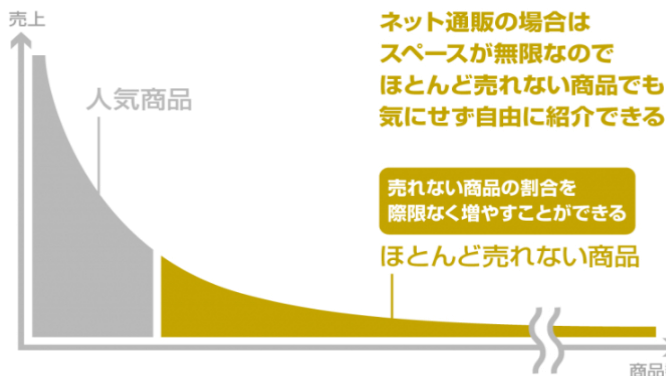 売上
ネット通販の場合は
スペースが無限なので
ほとんど売れない商品でも
気にせず自由に紹介できる
人気商品
売れない商品の割合を
際限なく増やすことができる
ほとんど売れない商品
商品